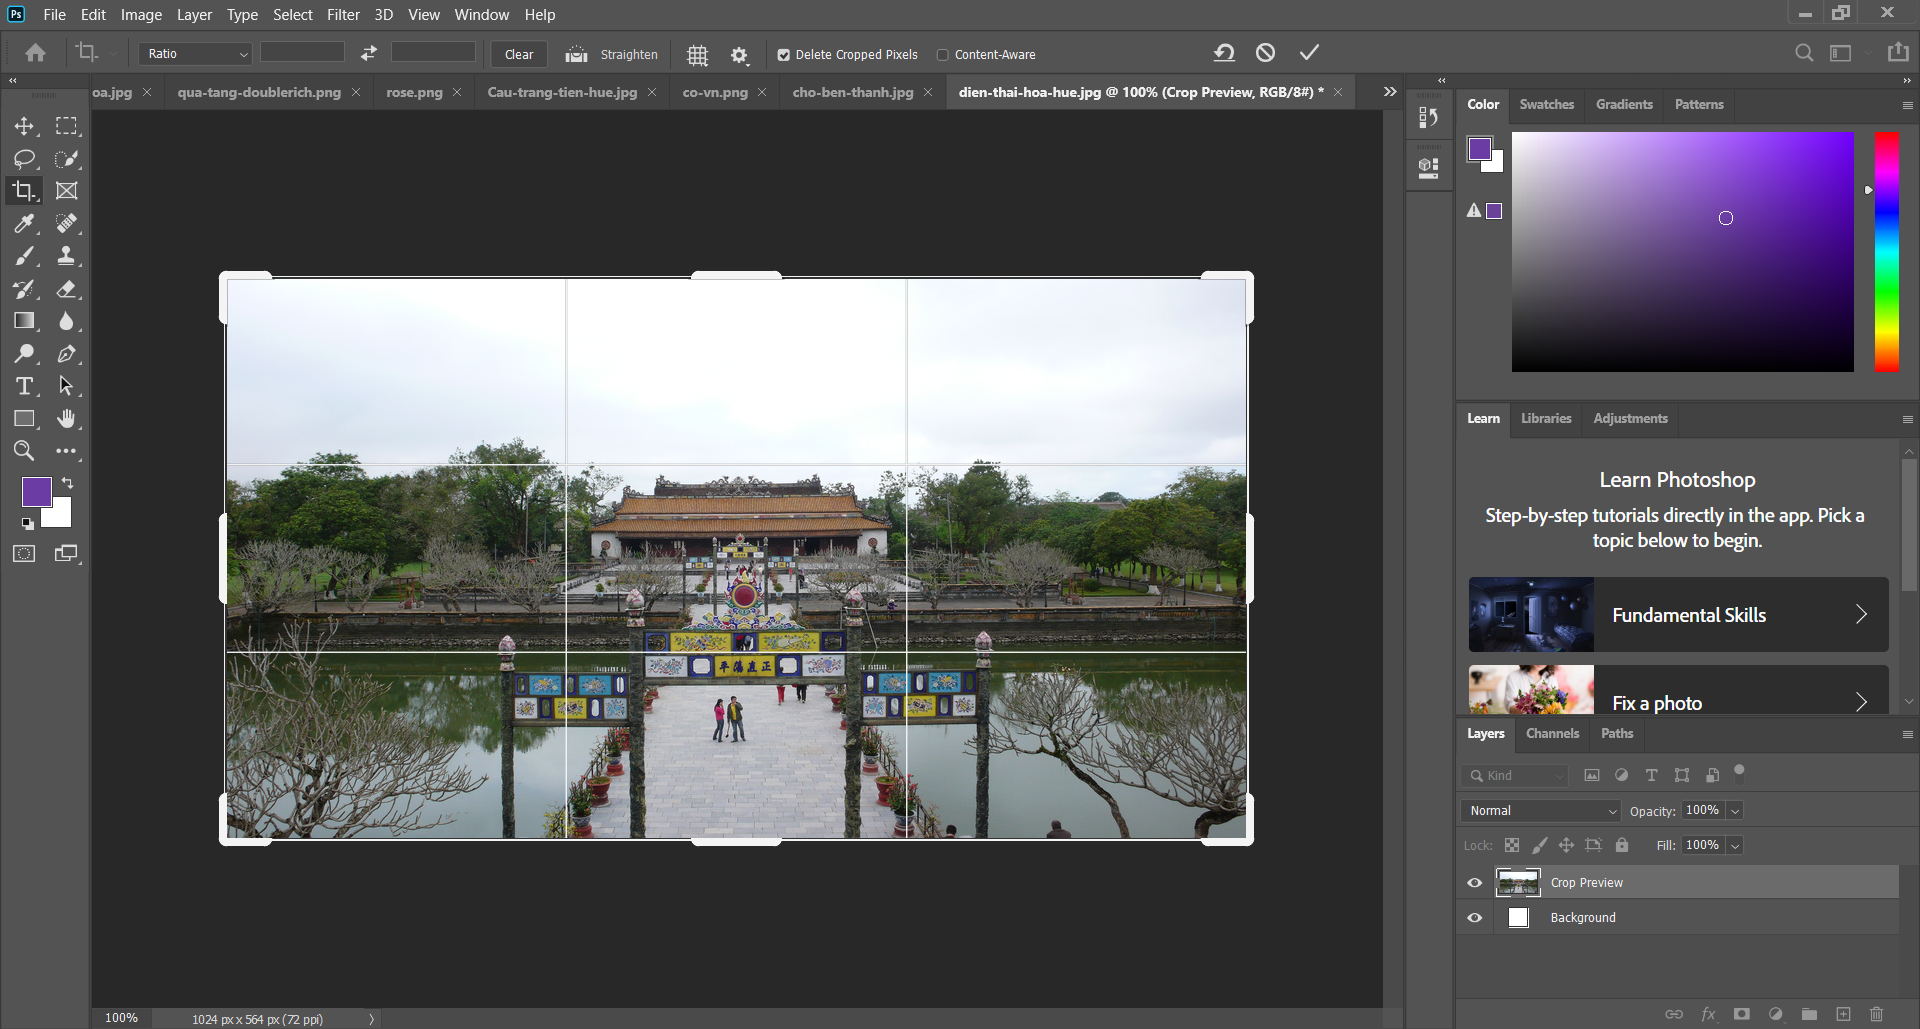 Ps File Edit Image Layer Type Select Filter 3D View Window Help
Ratio Clear Straighten Delete Cropped Pixels Content-Aware
oa.jpg qua-tang-doublerich.png rose.png Cau-trang-tien-hue.jpg co-vn.png cho-ben-thanh.jpg dien-thai-hoa-hue.jpg @ 100% (Crop Preview, RGB/8#) *
Color Swatches Gradients Patterns
Learn Libraries Adjustments
Learn Photoshop
Step-by-step tutorials directly in the app. Pick a
topic below to begin.
Fundamental Skills
Fix a photo
平蕩直正
Layers Channels Paths
Kind
Normal Opacity: 100%
Lock: Fill: 100%
Crop Preview
Background
fx
100% 1024 px x 564 px (72 ppi)